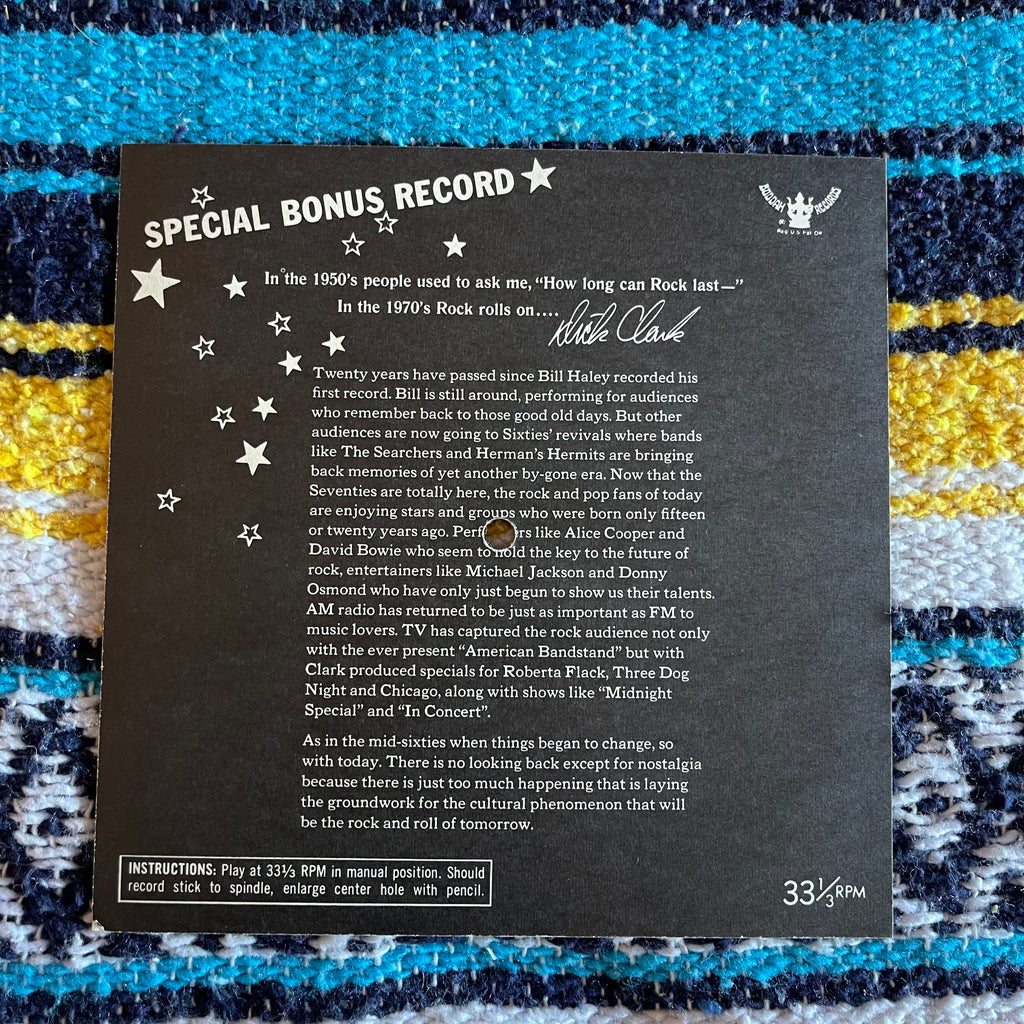 SPECIAL BONUS RECORD
BUDDAH RECORDS
® Reg U S Pat Off
In the 1950's people used to ask me, “How long can Rock last—”
In the 1970's Rock rolls on....
Dick Clark
Twenty years have passed since Bill Haley recorded his
first record. Bill is still around, performing for audiences
who remember back to those good old days. But other
audiences are now going to Sixties' revivals where bands
like The Searchers and Herman's Hermits are bringing
back memories of yet another by-gone era. Now that the
Seventies are totally here, the rock and pop fans of today
are enjoying stars and groups who were born only fifteen
or twenty years ago. Perf rs like Alice Cooper and
David Bowie who seem to hold the key to the future of
rock, entertainers like Michael Jackson and Donny
Osmond who have only just begun to show us their talents.
AM radio has returned to be just as important as FM to
music lovers. TV has captured the rock audience not only
with the ever present “American Bandstand” but with
Clark produced specials for Roberta Flack, Three Dog
Night and Chicago, along with shows like “Midnight
Special” and “In Concert”.
As in the mid-sixties when things began to change, so
with today. There is no looking back except for nostalgia
because there is just too much happening that is laying
the groundwork for the cultural phenomenon that will
be the rock and roll of tomorrow.
INSTRUCTIONS: Play at 33⅓ RPM in manual position. Should
record stick to spindle, enlarge center hole with pencil.
33⅓ RPM